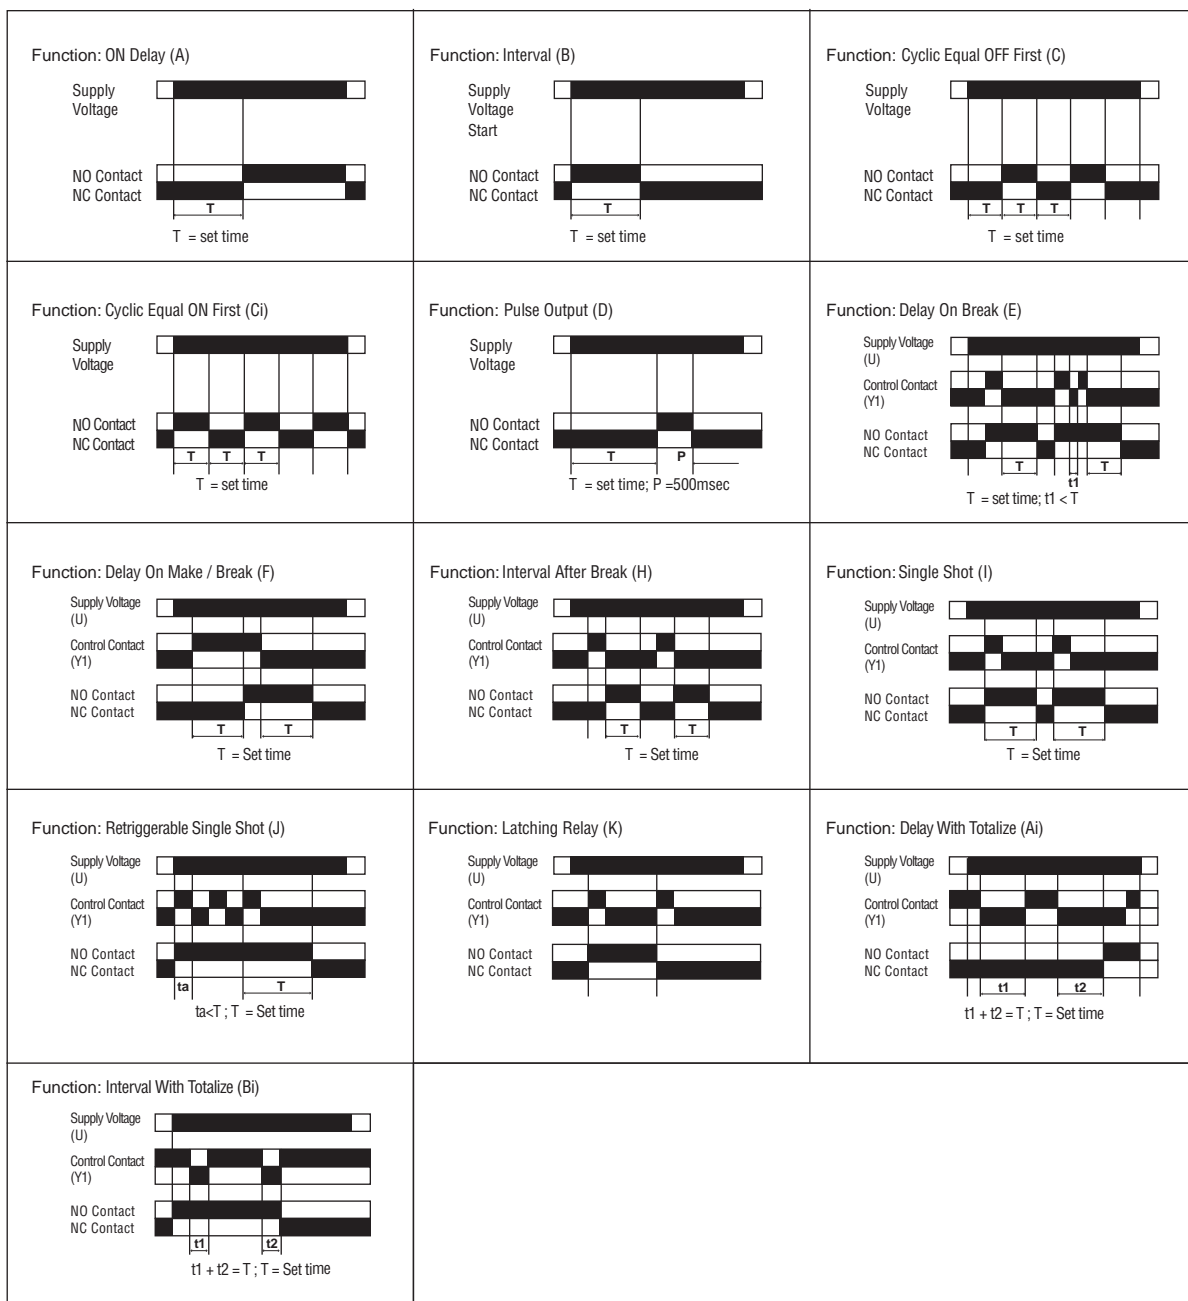 Function: ON Delay (A)
Supply
Voltage
NO Contact
NC Contact
T
T = set time
Function: Interval (B)
Supply
Voltage
Start
NO Contact
NC Contact
T
T = set time
Function: Cyclic Equal OFF First (C)
Supply
Voltage
NO Contact
NC Contact
T T T
T = set time
Function: Cyclic Equal ON First (Ci)
Supply
Voltage
NO Contact
NC Contact
T T T
T = set time
Function: Pulse Output (D)
Supply
Voltage
NO Contact
NC Contact
T P
T = set time; P =500msec
Function: Delay On Break (E)
Supply Voltage
(U)
Control Contact
(Y1)
NO Contact
NC Contact
T t1 T
T = set time; t1 < T
Function: Delay On Make / Break (F)
Supply Voltage
(U)
Control Contact
(Y1)
NO Contact
NC Contact
T T
T = Set time
Function: Interval After Break (H)
Supply Voltage
(U)
Control Contact
(Y1)
NO Contact
NC Contact
T T
T = Set time
Function: Single Shot (I)
Supply Voltage
(U)
Control Contact
(Y1)
NO Contact
NC Contact
T T
T = Set time
Function: Retriggerable Single Shot (J)
Supply Voltage
(U)
Control Contact
(Y1)
NO Contact
NC Contact
ta T
ta<T ; T = Set time
Function: Latching Relay (K)
Supply Voltage
(U)
Control Contact
(Y1)
NO Contact
NC Contact
Function: Delay With Totalize (Ai)
Supply Voltage
(U)
Control Contact
(Y1)
NO Contact
NC Contact
t1 t2
t1 + t2 = T ; T = Set time
Function: Interval With Totalize (Bi)
Supply Voltage
(U)
Control Contact
(Y1)
NO Contact
NC Contact
t1 t2
t1 + t2 = T ; T = Set time